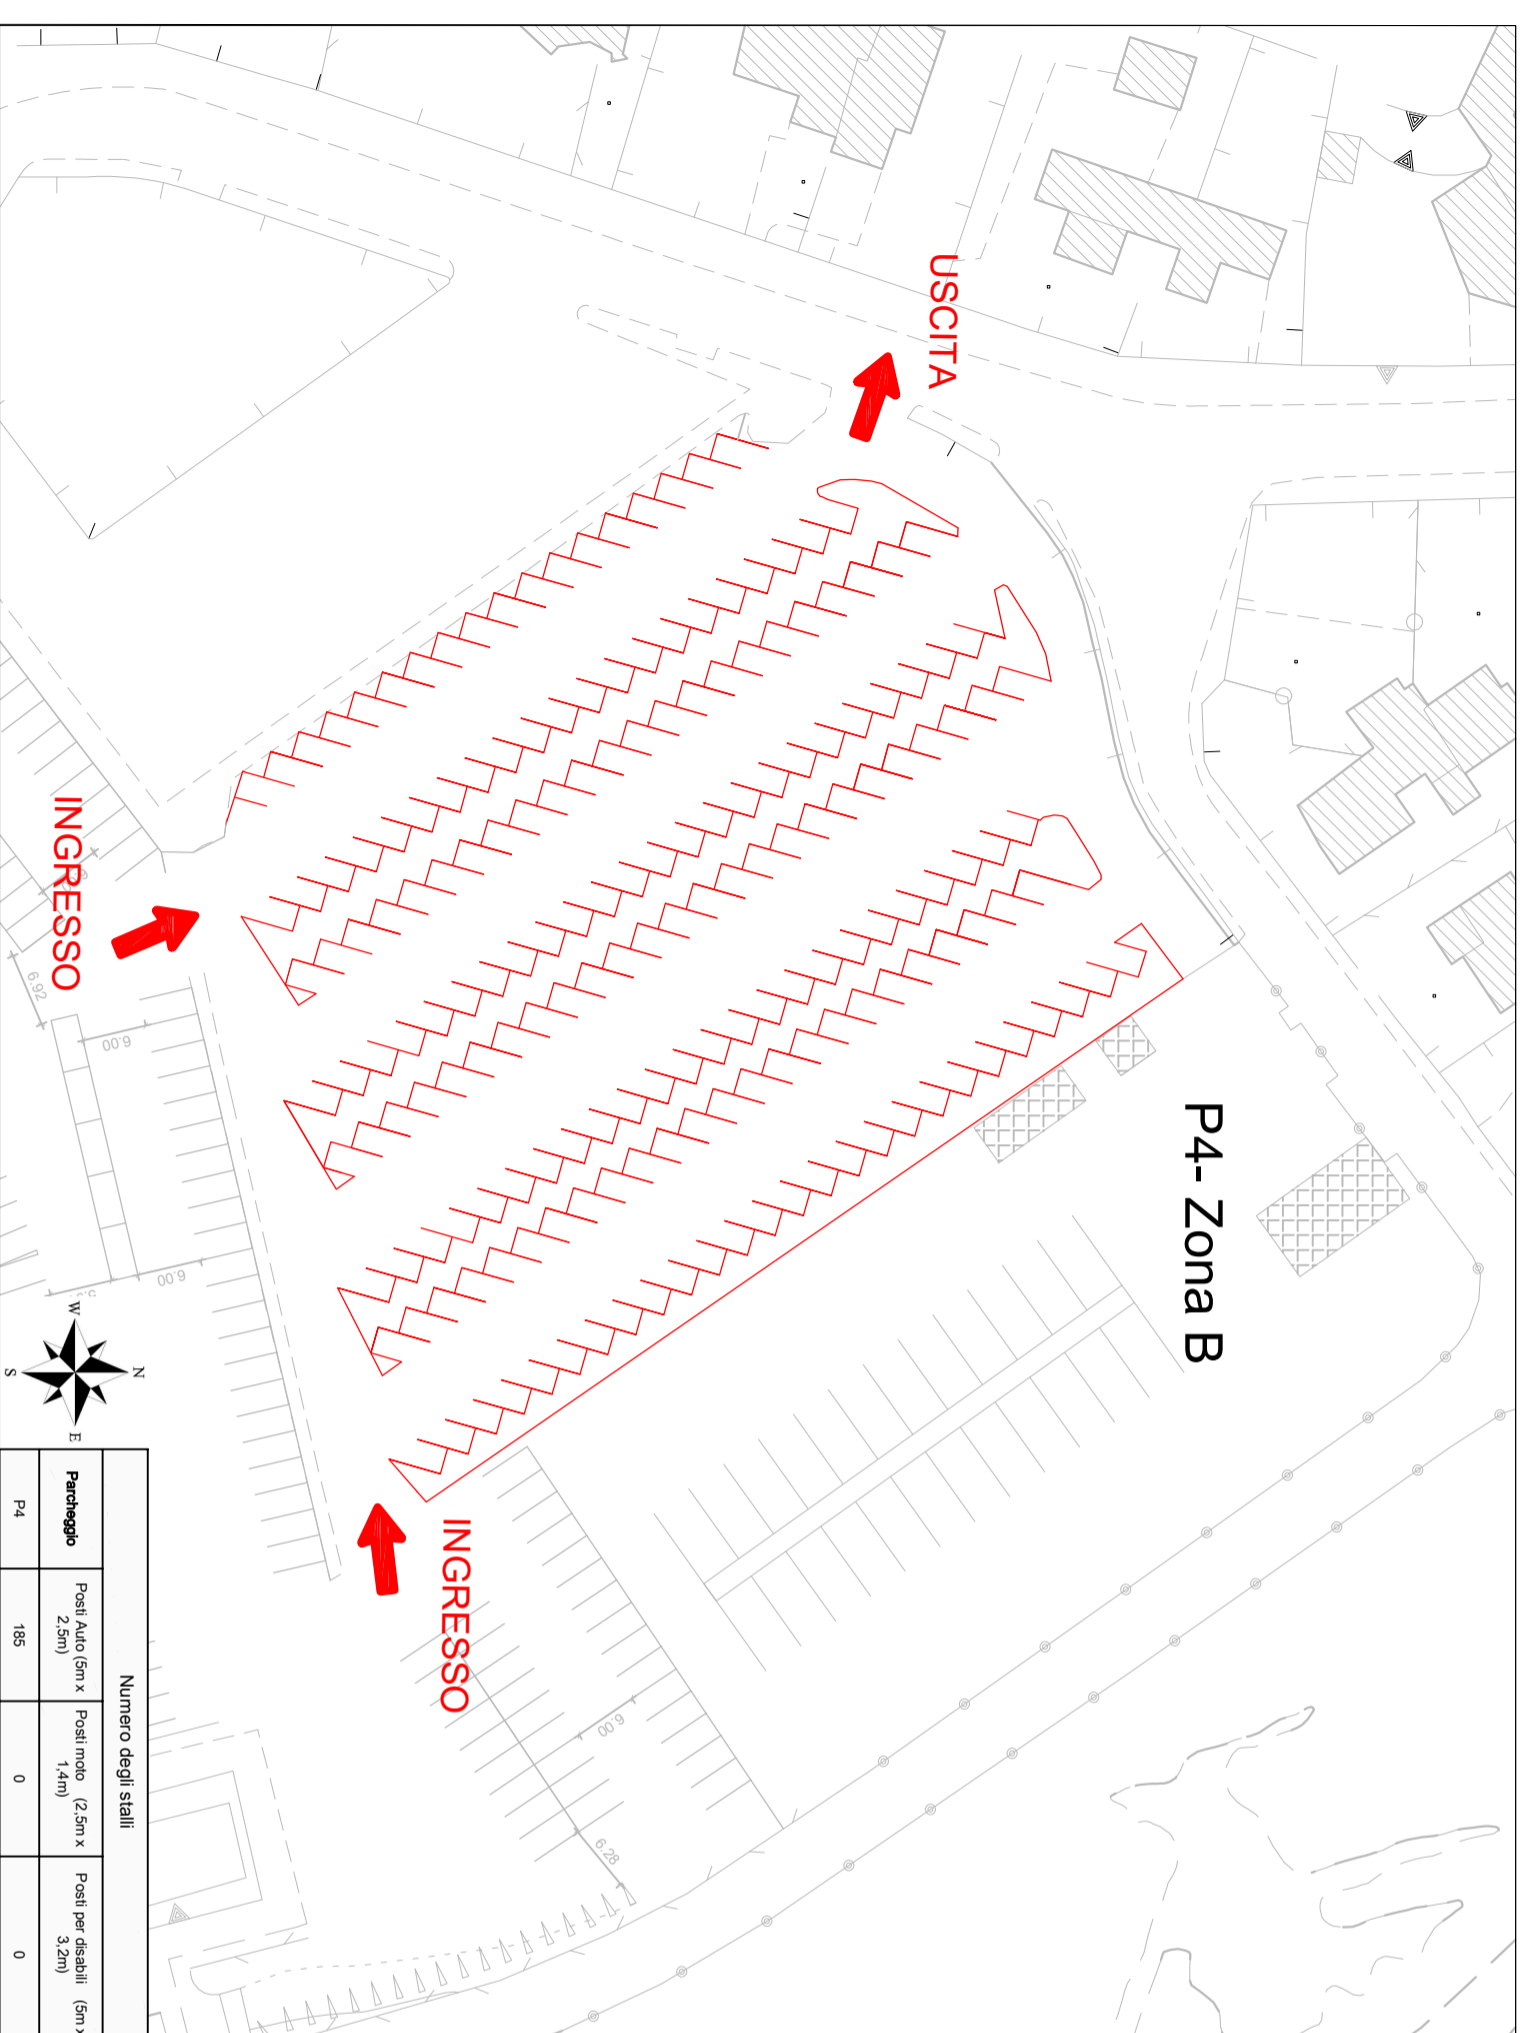 USCITA
P4- Zona B
INGRESSO
INGRESSO
6.92
6.00
6.00
6.00
6.28
N
W
E
S
Numero degli stalli
Parcheggio
Posti Auto (5m x
2,5m)
Posti moto (2,5m x
1,4m)
Posti per disabili (5m x
3,2m)
P4
185
0
0